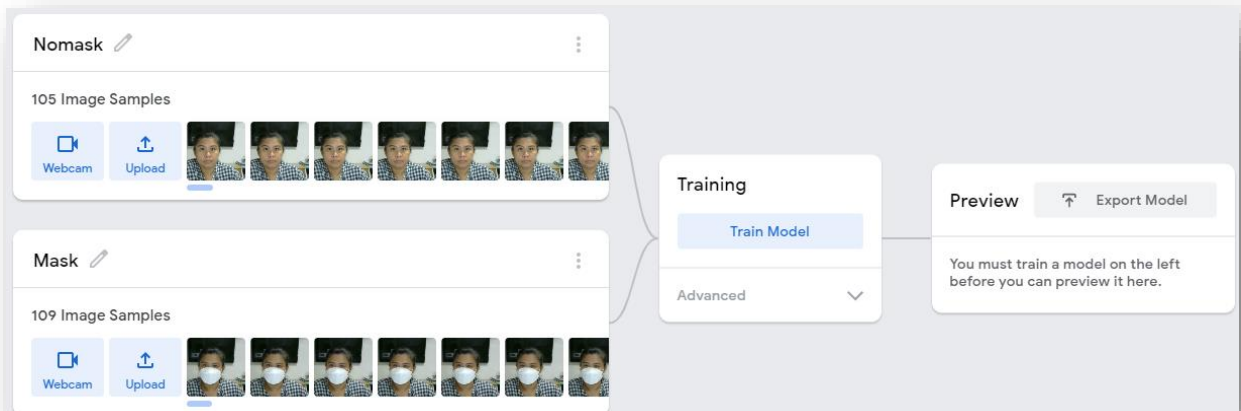 Nomask
105 Image Samples
Webcam
Upload
Mask
109 Image Samples
Webcam
Upload
Training
Train Model
Advanced
Preview
Export Model
You must train a model on the left
before you can preview it here.